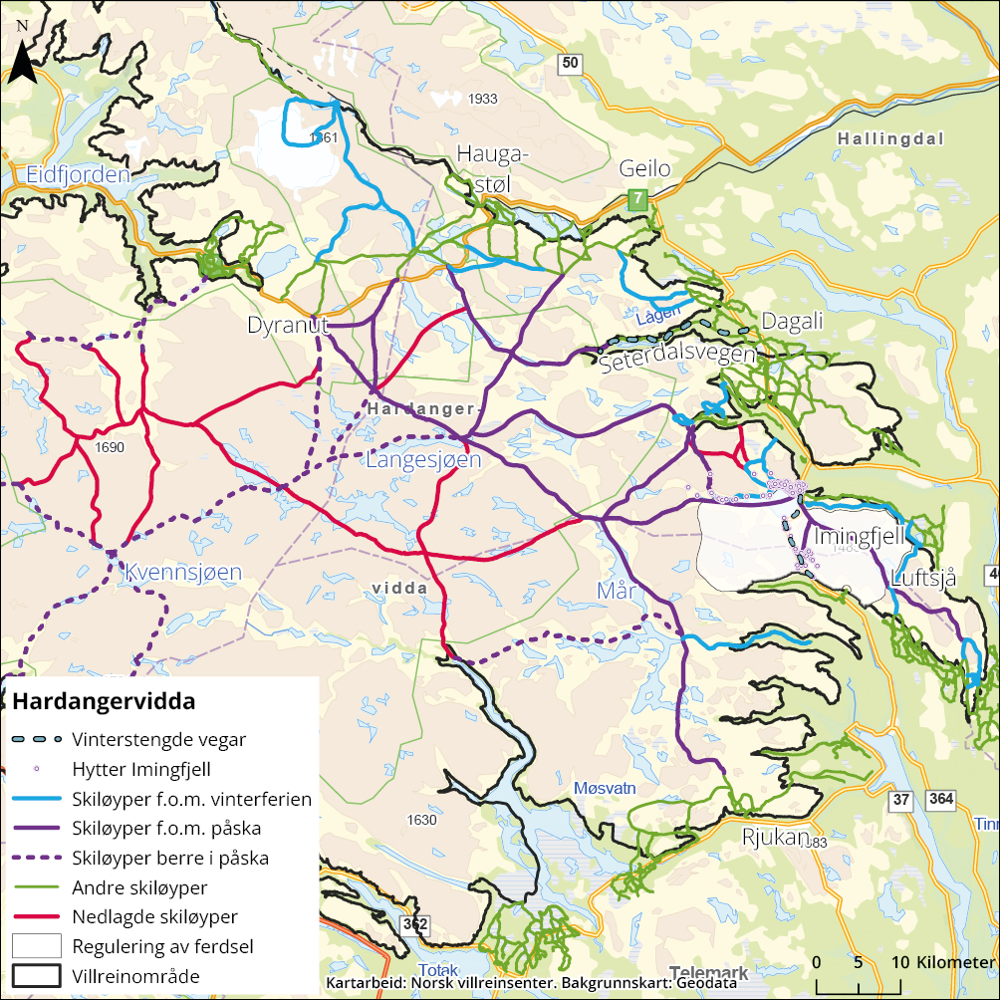 N
50
1933
Hallingdal
1861
Hauga-
støl
Geilo
Eidfjorden
7
Dyranut
Lågen
Dagali
Seterdalsvegen
Hardanger-
1690
Langesjøen
Imingfjell
Kvennsjøen
Luftsjå
vidda
Mår
Hardangervidda
Vinterstengde vegar
Hytter Imingfjell
Skiløyper f.o.m. vinterferien
Skiløyper f.o.m. påska
Skiløyper berre i påska
Andre skiløyper
Nedlagde skiløyper
Regulering av ferdsel
Villreinområde
Møsvatn
37
364
1630
Rjukan
362
Totak
Telemark
0 5 10 Kilometer
Kartarbeid: Norsk villreinsenter. Bakgrunnskart: Geodata